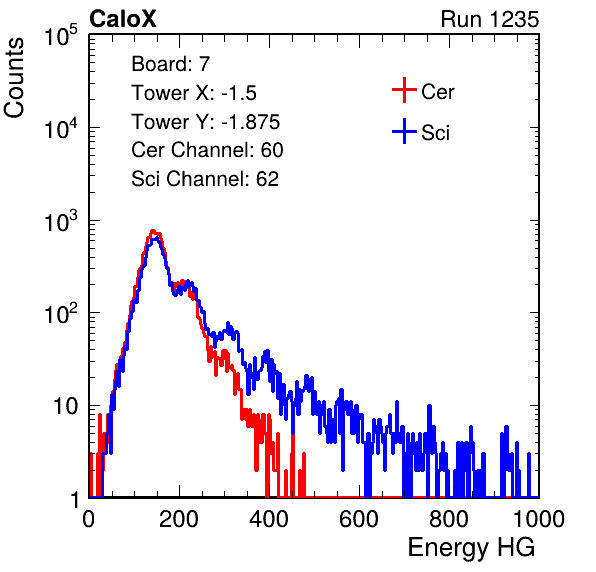 CaloX Run 1235
10^5
Counts
Board: 7
Tower X: -1.5
Tower Y: -1.875
Cer Channel: 60
Sci Channel: 62
Cer
Sci
10^4
10^3
10^2
10
1
0 200 400 600 800 1000
Energy HG